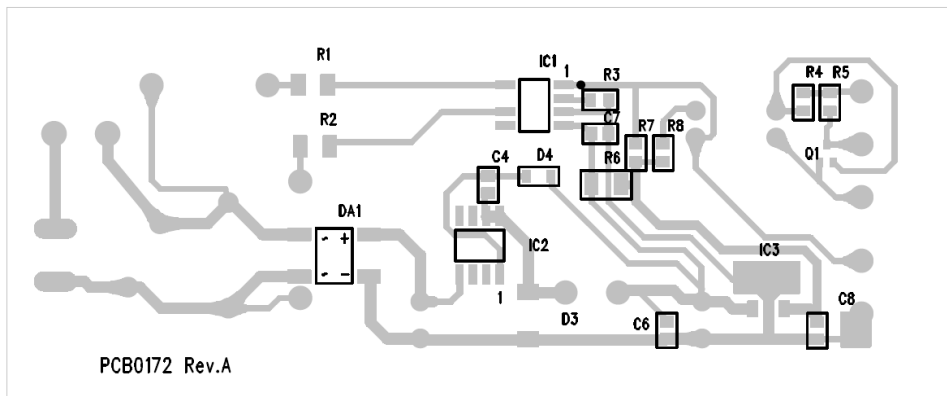 R1
IC1
1
R3
R4 R5
R2
C7
R7 R8
Q1
C4 D4
R6
DA1
~ +
~ −
IC2
IC3
1
D3
C6
C8
PCB0172 Rev.A